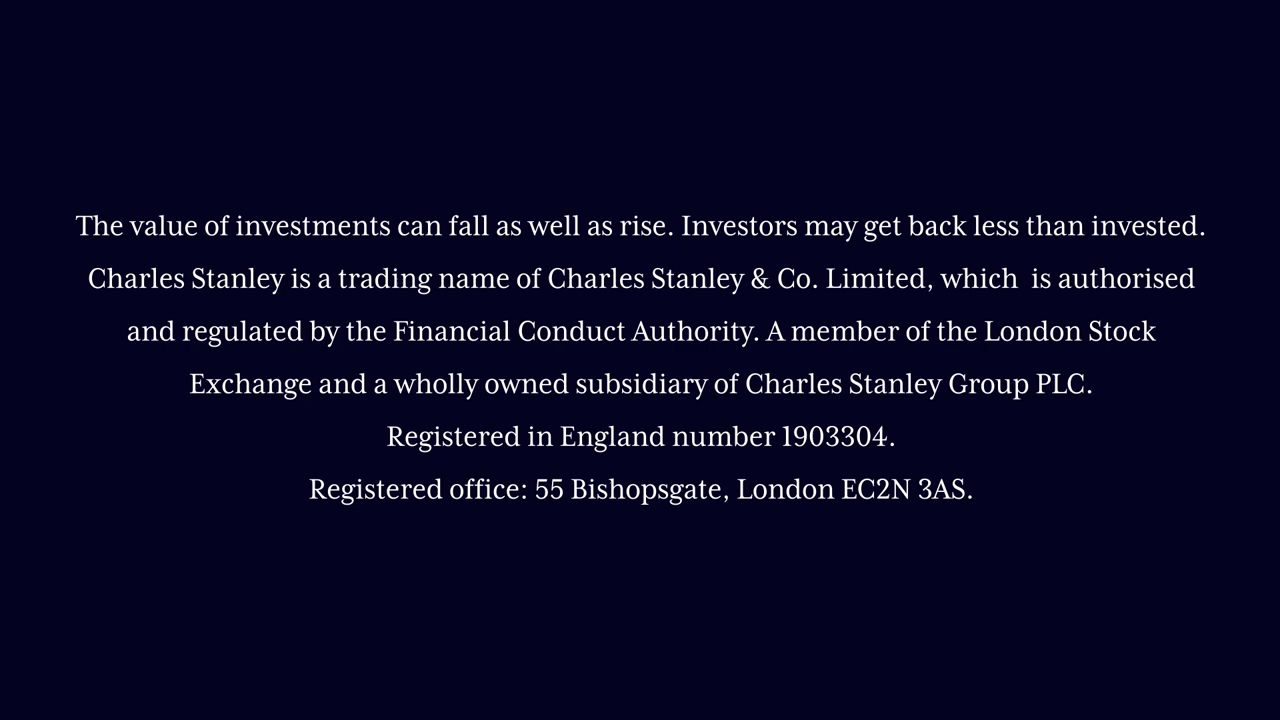 The value of investments can fall as well as rise. Investors may get back less than invested.
Charles Stanley is a trading name of Charles Stanley & Co. Limited, which  is authorised
and regulated by the Financial Conduct Authority. A member of the London Stock
Exchange and a wholly owned subsidiary of Charles Stanley Group PLC.
Registered in England number 1903304.
Registered office: 55 Bishopsgate, London EC2N 3AS.